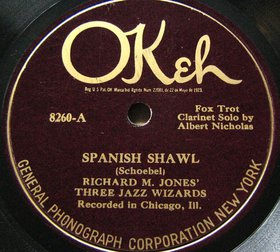 OKeh
8260-A
Fox Trot
Clarinet Solo by
Albert Nicholas
SPANISH SHAWL
(Schoebel)
RICHARD M. JONES'
THREE JAZZ WIZARDS
Recorded in Chicago, Ill.
GENERAL PHONOGRAPH CORPORATION NEW YORK